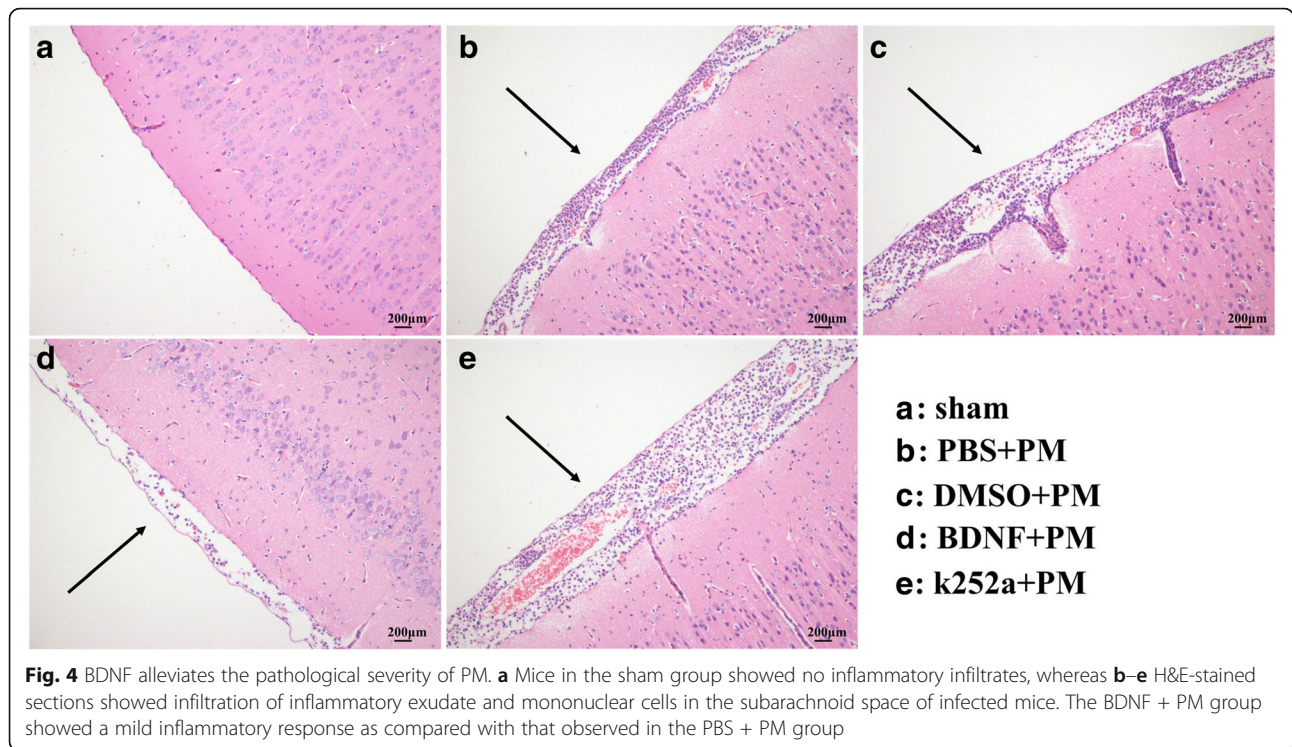 a
b
c
200μm
200μm
200μm
d
e
200μm
200μm
a: sham
b: PBS+PM
c: DMSO+PM
d: BDNF+PM
e: k252a+PM
Fig. 4 BDNF alleviates the pathological severity of PM. a Mice in the sham group showed no inflammatory infiltrates, whereas b–e H&E-stained
sections showed infiltration of inflammatory exudate and mononuclear cells in the subarachnoid space of infected mice. The BDNF + PM group
showed a mild inflammatory response as compared with that observed in the PBS + PM group